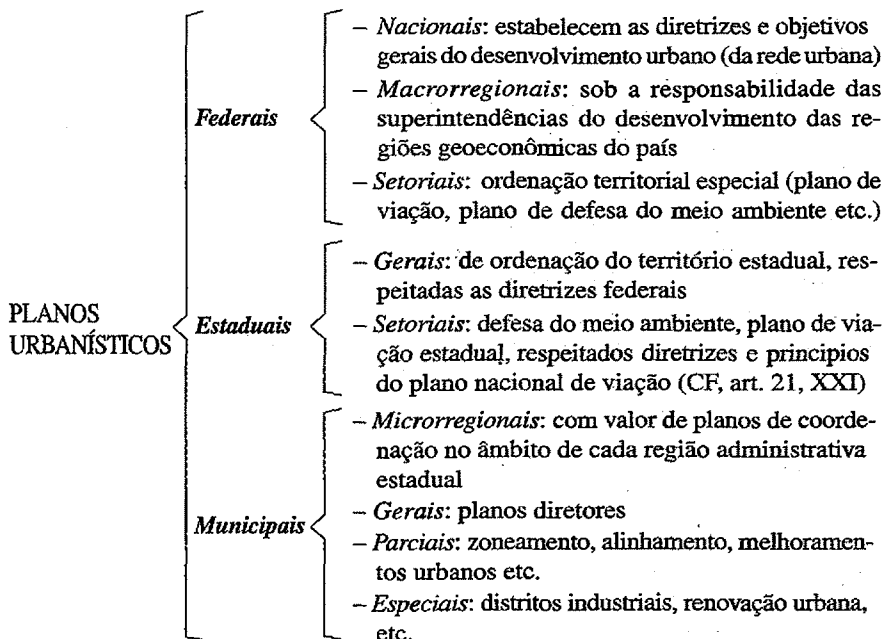 – Nacionais: estabelecem as diretrizes e objetivos
gerais do desenvolvimento urbano (da rede urbana)
Federais
– Macrorregionais: sob a responsabilidade das
superintendências do desenvolvimento das re-
giões geoeconômicas do país
– Setoriais: ordenação territorial especial (plano de
viação, plano de defesa do meio ambiente etc.)
PLANOS
URBANÍSTICOS
Estaduais
– Gerais: de ordenação do território estadual, res-
peitadas as diretrizes federais
– Setoriais: defesa do meio ambiente, plano de via-
ção estadual, respeitados diretrizes e principios
do plano nacional de viação (CF, art. 21, XXI)
Municipais
– Microrregionais: com valor de planos de coorde-
nação no âmbito de cada região administrativa
estadual
– Gerais: planos diretores
– Parciais: zoneamento, alinhamento, melhoramen-
tos urbanos etc.
– Especiais: distritos industriais, renovação urbana,
etc.